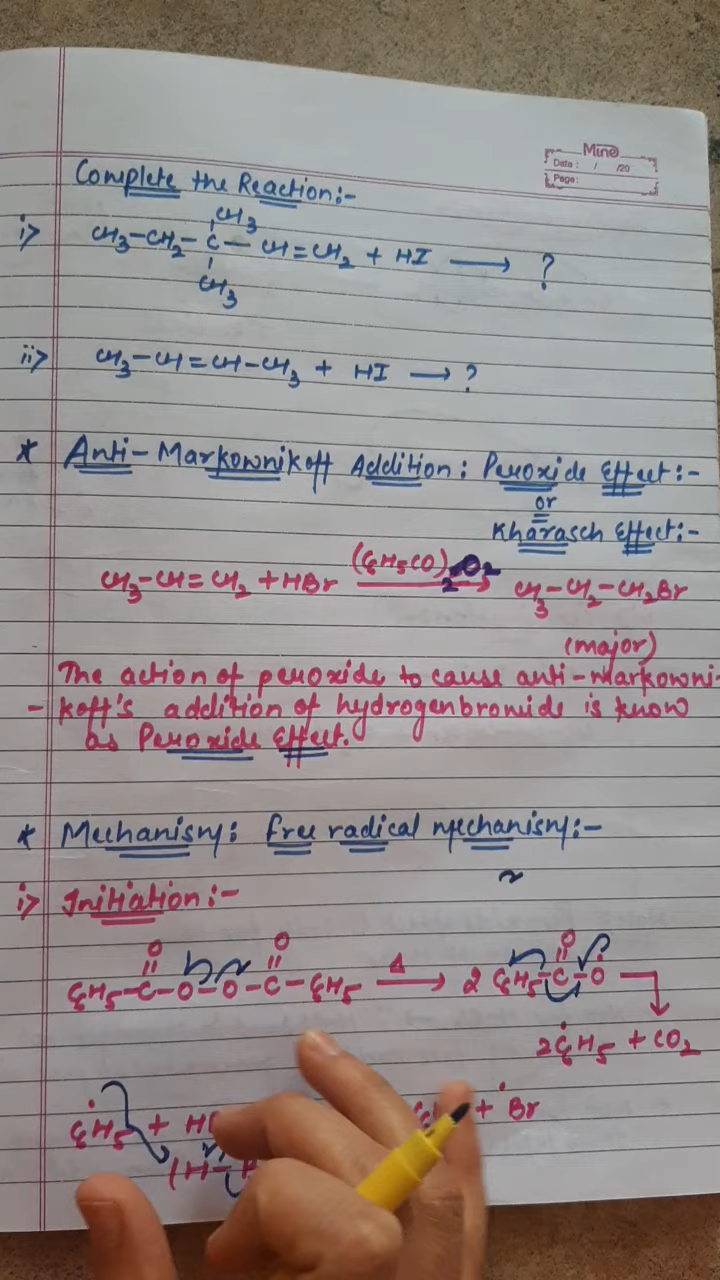 Mine
Date : / /20
Page:
Complete the Reaction:-
CH3
i> CH3-CH2-C-CH=CH2 + HI ⟶ ?
CH3
ii> CH3-CH=CH-CH3 + HI ⟶ ?
* Anti-Markownikoff Addition: Peroxide Effect:-
or
Kharasch Effect:-
CH3-CH=CH2 + HBr (C6H5CO)2O2 ⟶ CH3-CH2-CH2Br
(major)
The action of peroxide to cause anti-markowni-
-koff's addition of hydrogenbromide is know
as Peroxide Effect.
* Mechanism: free radical mechanism:-
i> Initiation:-
O O O
C6H5-C-O-O-C-C6H5 Δ ⟶ 2 C6H5-C-O
2C6H5 + CO2
C6H5 + + Br
(H-